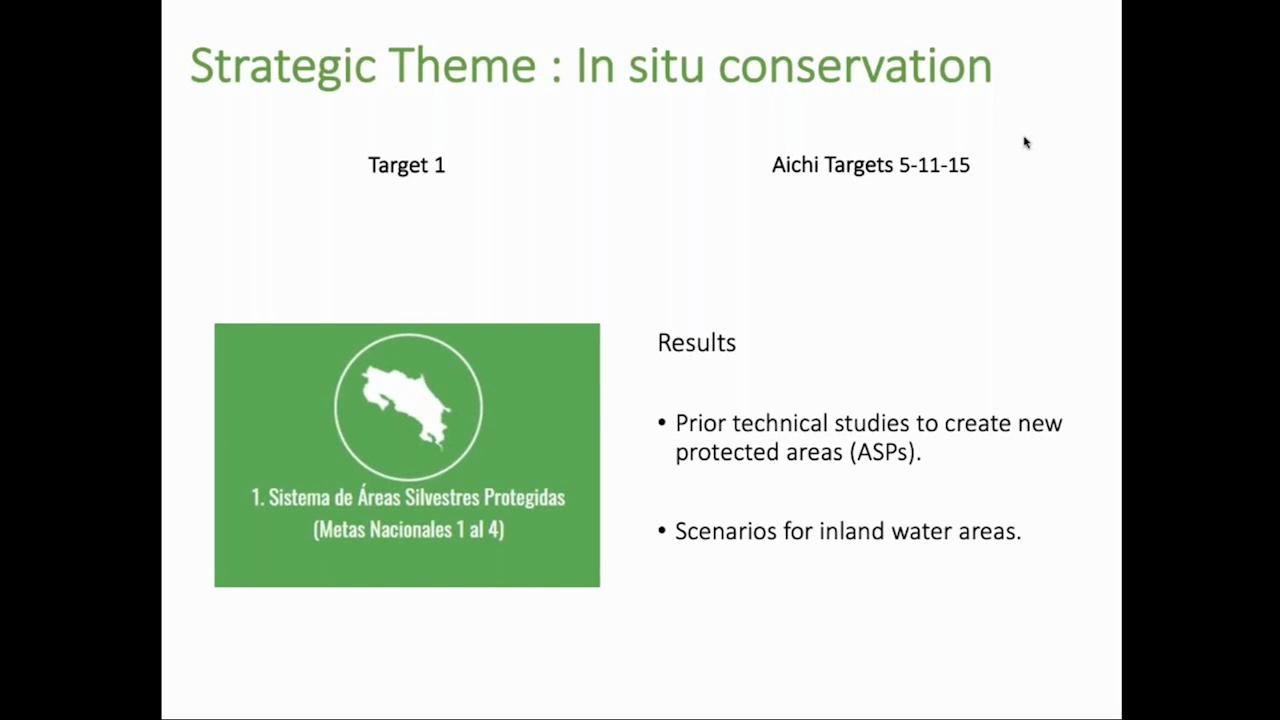 Strategic Theme : In situ conservation
Target 1
Aichi Targets 5-11-15
1. Sistema de Áreas Silvestres Protegidas
(Metas Nacionales 1 al 4)
Results
• Prior technical studies to create new
protected areas (ASPs).
• Scenarios for inland water areas.